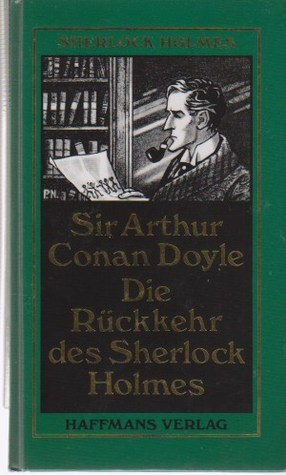 SHERLOCK HOLMES
P.N.
Sir Arthur
Conan Doyle
Die
Rückkehr
des Sherlock
Holmes
HAFFMANS VERLAG